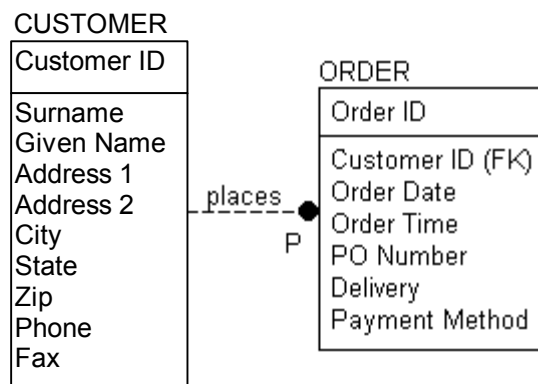 CUSTOMER
Customer ID
Surname
Given Name
Address 1
Address 2
City
State
Zip
Phone
Fax
places
P
ORDER
Order ID
Customer ID (FK)
Order Date
Order Time
PO Number
Delivery
Payment Method